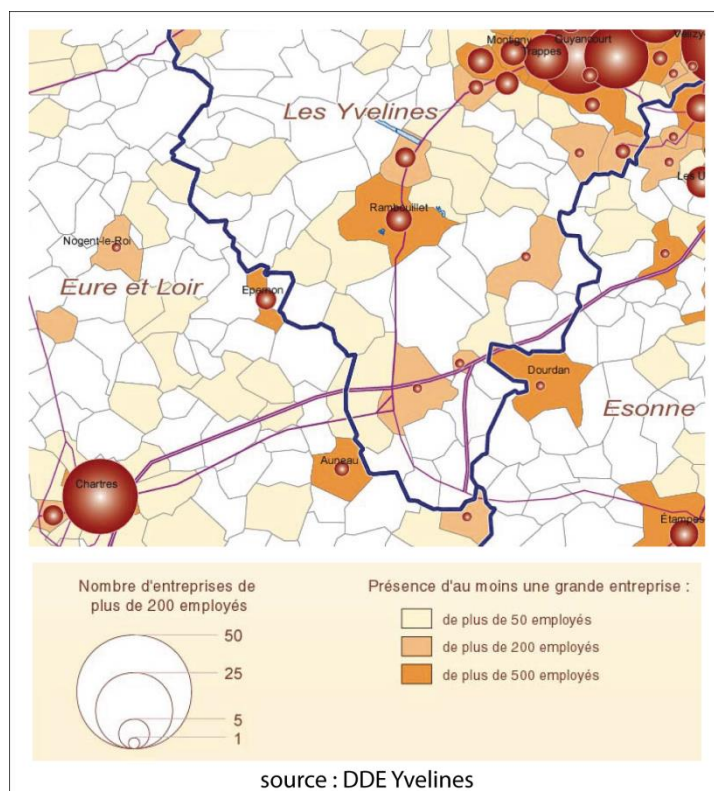 Montigny
Guyancourt
Trappes
Les Yvelines
Rambouillet
Nogent-le-Roi
Eure et Loir
Epernon
Dourdan
Esonne
Auneau
Chartres
Étampes
Nombre d'entreprises de
plus de 200 employés
50
25
5
1
Présence d'au moins une grande entreprise :
de plus de 50 employés
de plus de 200 employés
de plus de 500 employés
source : DDE Yvelines